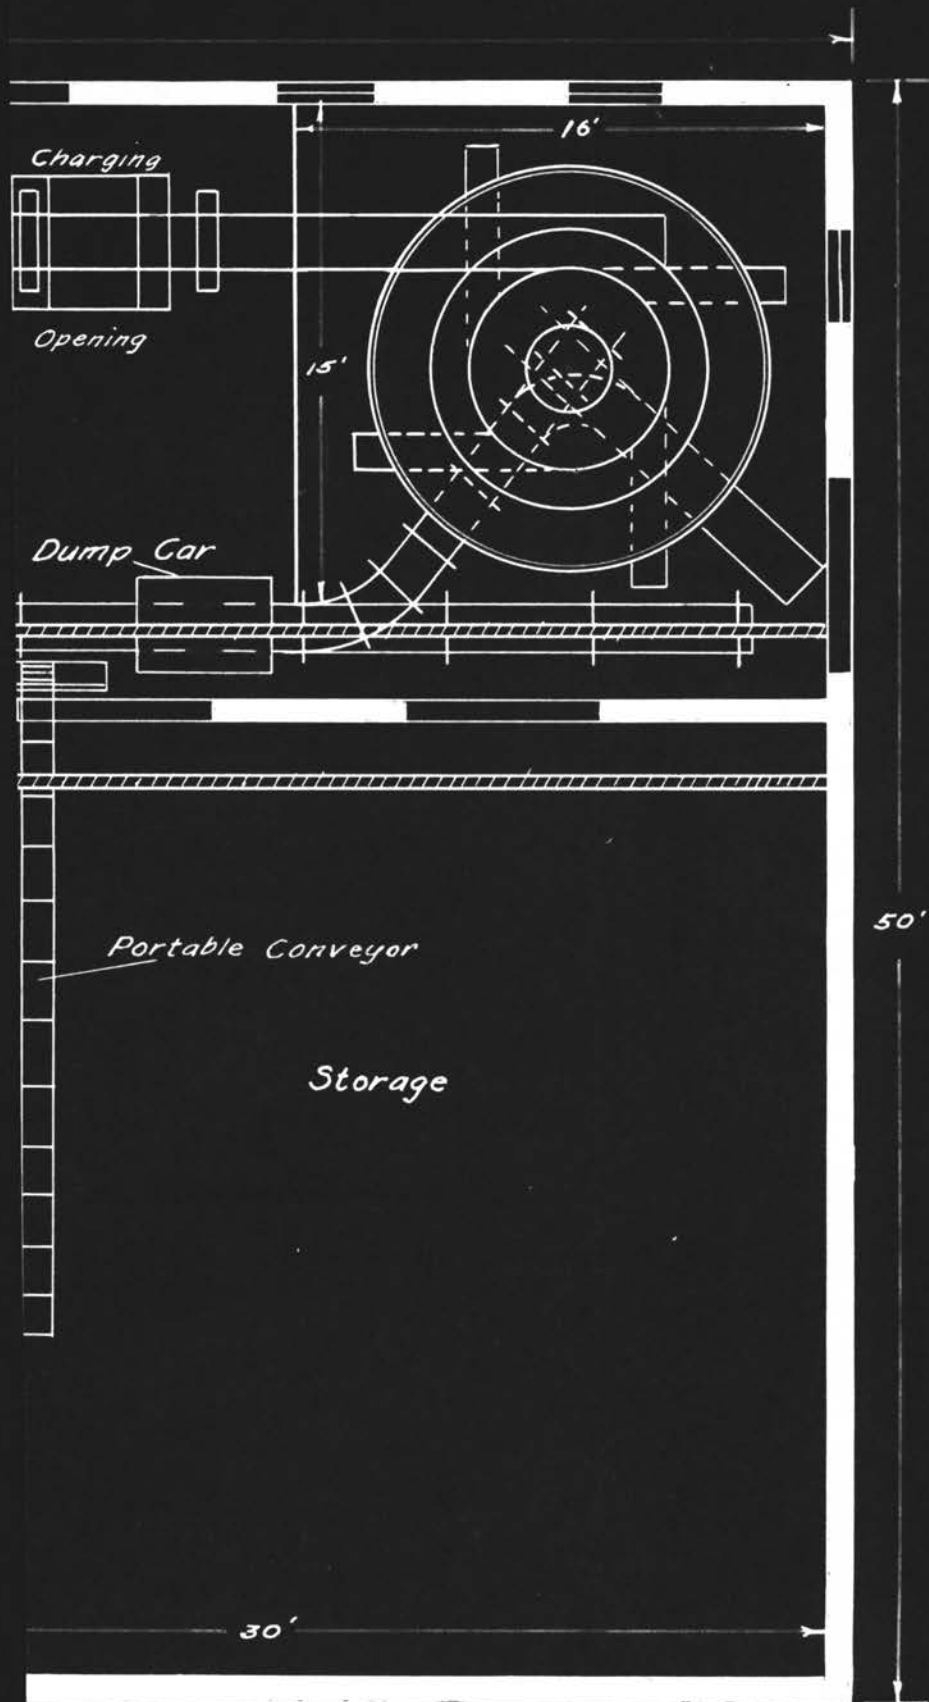 16'
Charging
Opening
15'
Dump Car
50'
Portable Conveyor
Storage
30'